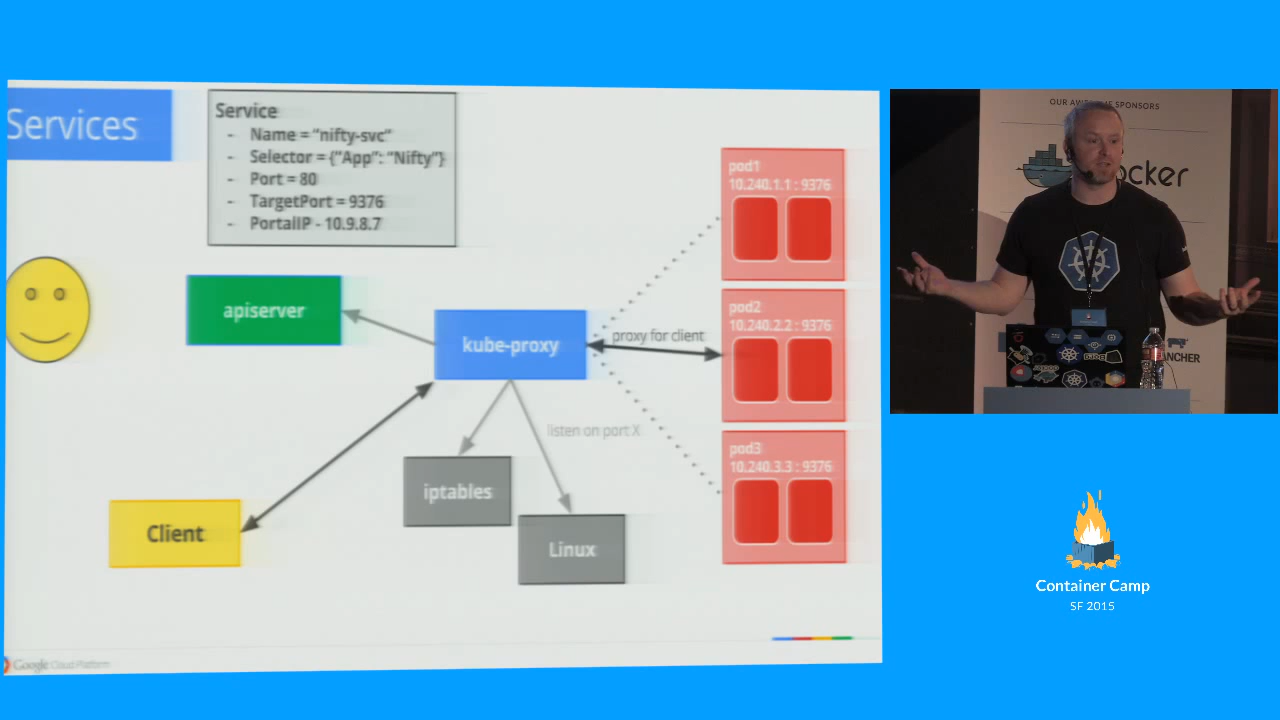 Services
Service
- Name = "nifty-svc"
- Selector = {"App": "Nifty"}
- Port = 80
- TargetPort = 9376
- PortalIP - 10.9.8.7
apiserver
kube-proxy
proxy for client
listen on port X
iptables
Linux
Client
pod1
10.240.1.1 : 9376
pod2
10.240.2.2 : 9376
pod3
10.240.3.3 : 9376
Google Cloud Platform
OUR SPONSORS
Container Camp
SF 2015